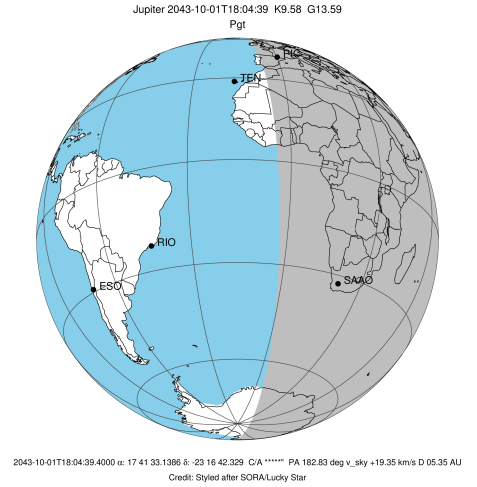 Jupiter 2043-10-01T18:04:39 K9.58 G13.59
Pgt
PIC
TEN
RIO
ESO
SAAO
2043-10-01T18:04:39.4000 α: 17 41 33.1386 δ: -23 16 42.329 C/A *****" PA 182.83 deg v_sky +19.35 km/s D 05.35 AU
Credit: Styled after SORA/Lucky Star